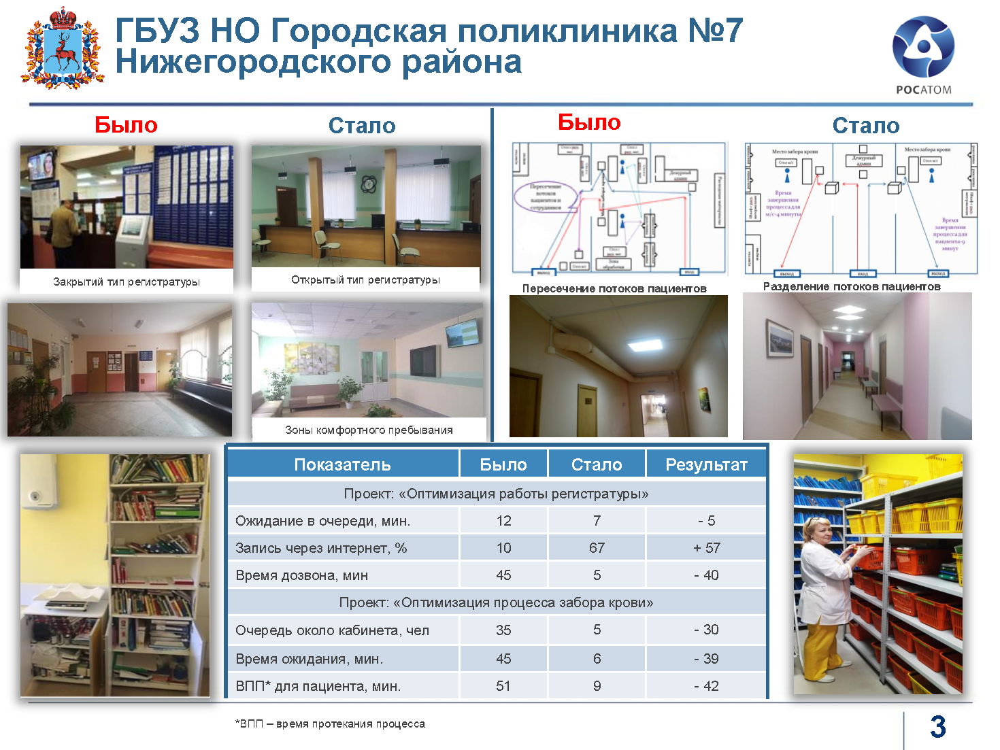 ГБУЗ НО Городская поликлиника №7
Нижегородского района
РОСАТОМ
Было
Стало
Закрытий тип регистратуры
Открытый тип регистратуры
Зоны комфортного пребывания
Было
Стало
Пересечение
потоков
пациентов и
сотрудников
Дежурный
админ
Зона
обработки
выход
вход
Пересечение потоков пациентов
Место забора крови
Место забора крови
Стол м/с
Дежурный
админ
Стол м/с
Время
завершения
процесса для
м/с-4 минуты
Время
завершения
процесса для
пациента-9
минут
выход
вход
выход
Разделение потоков пациентов
Показатель Было Стало Результат
Проект: «Оптимизация работы регистратуры»
Ожидание в очереди, мин. 12 7 - 5
Запись через интернет, % 10 67 + 57
Время дозвона, мин 45 5 - 40
Проект: «Оптимизация процесса забора крови»
Очередь около кабинета, чел 35 5 - 30
Время ожидания, мин. 45 6 - 39
ВПП* для пациента, мин. 51 9 - 42
*ВПП – время протекания процесса
3